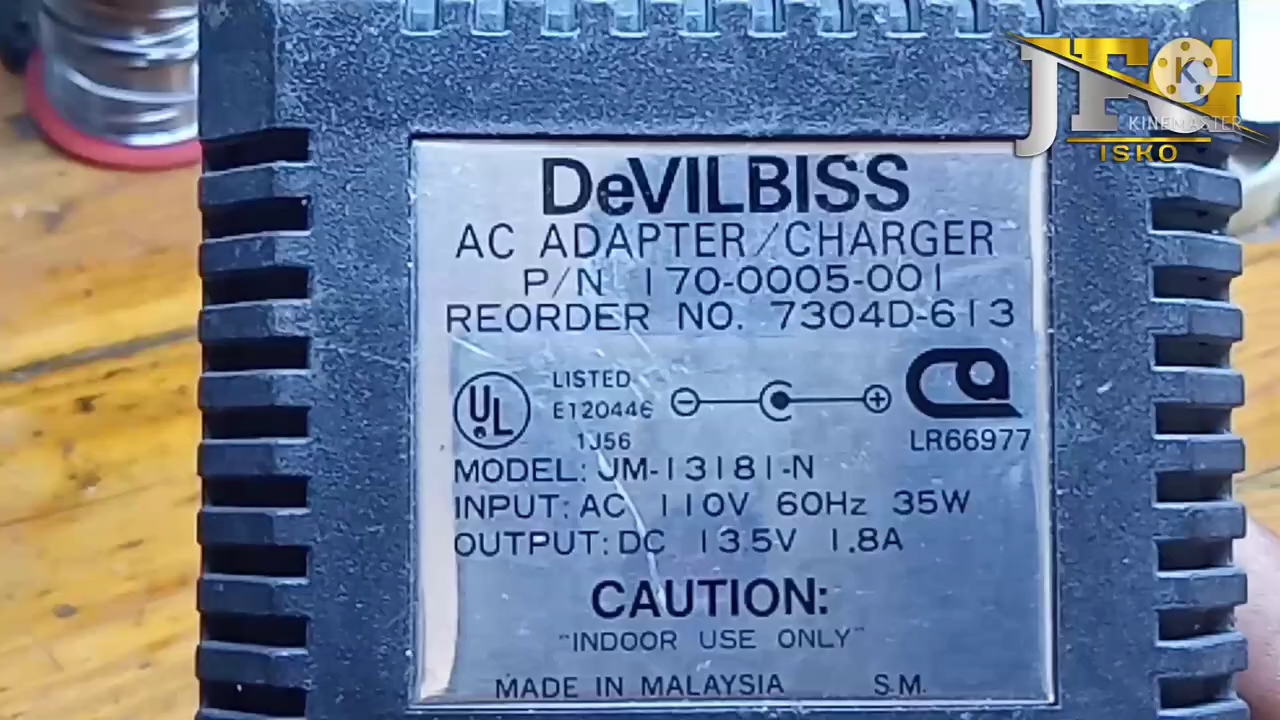 DeVILBISS
AC ADAPTER/CHARGER
P/N 170-0005-001
REORDER NO. 7304D-613
UL
LISTED
E120446
1J56
LR66977
MODEL: JM-13181-N
INPUT: AC 110V 60Hz 35W
OUTPUT: DC 13.5V 1.8A
CAUTION:
"INDOOR USE ONLY"
MADE IN MALAYSIA S.M.
JFG
K
KINEMASTER
ISKO